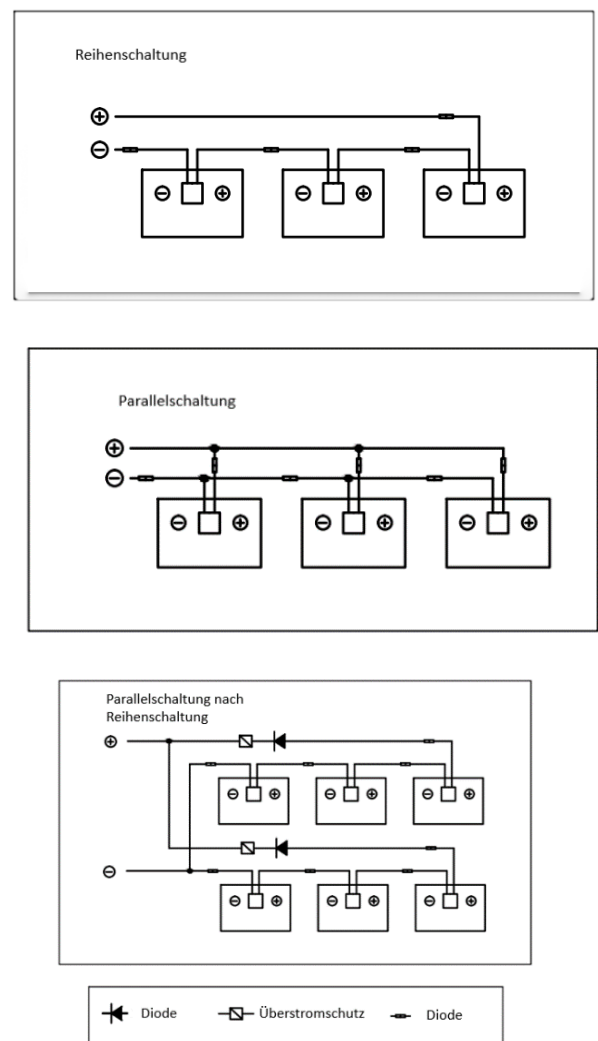 Reihenschaltung
Parallelschaltung
Parallelschaltung nach
Reihenschaltung
Diode
Überstromschutz
Diode